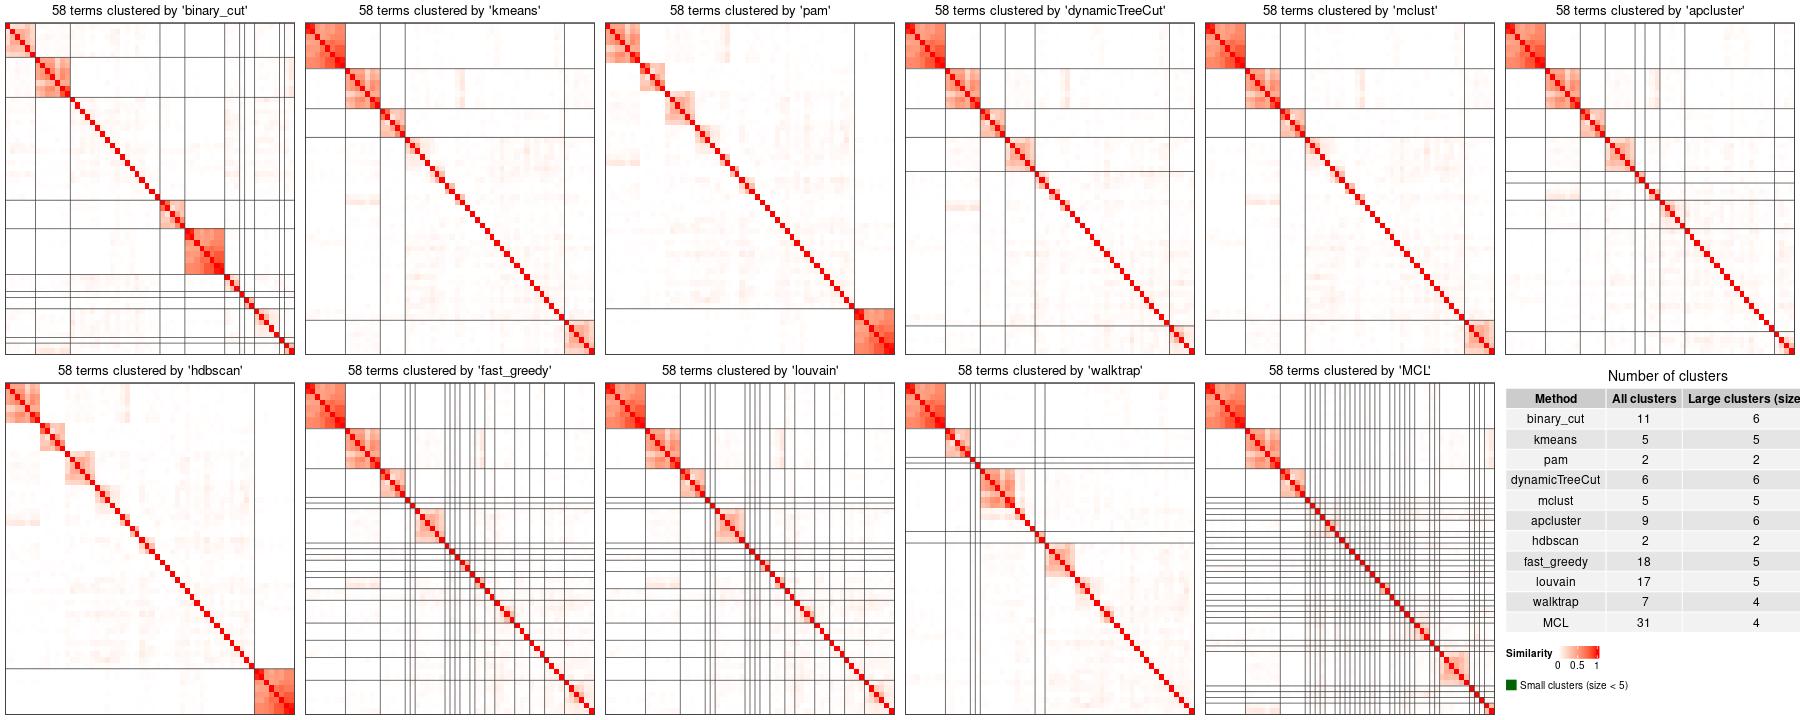 58 terms clustered by 'binary_cut'
58 terms clustered by 'kmeans'
58 terms clustered by 'pam'
58 terms clustered by 'dynamicTreeCut'
58 terms clustered by 'mclust'
58 terms clustered by 'apcluster'
58 terms clustered by 'hdbscan'
58 terms clustered by 'fast_greedy'
58 terms clustered by 'louvain'
58 terms clustered by 'walktrap'
58 terms clustered by 'MCL'
Number of clusters
Method All clusters Large clusters (size
binary_cut 11 6
kmeans 5 5
pam 2 2
dynamicTreeCut 6 6
mclust 5 5
apcluster 9 6
hdbscan 2 2
fast_greedy 18 5
louvain 17 5
walktrap 7 4
MCL 31 4
Similarity
0 0.5 1
Small clusters (size < 5)